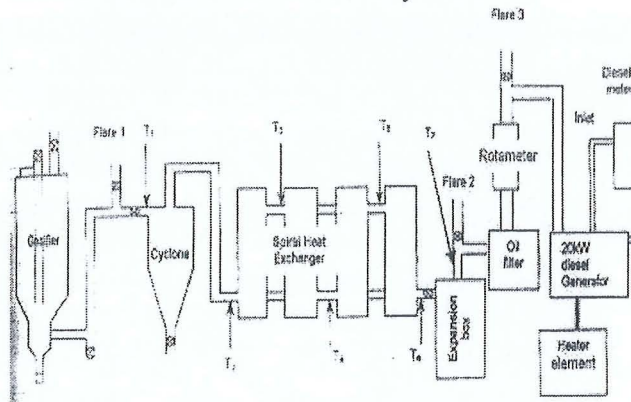 Flare 3
Diesel
Inlet
Flare 1
T₁
Flare 2
Rotameter
Gasifier
Cyclone
Spiral Heat
Exchanger
Oil
filter
20KW
diesel
Generator
Expansion
box
Heater
element